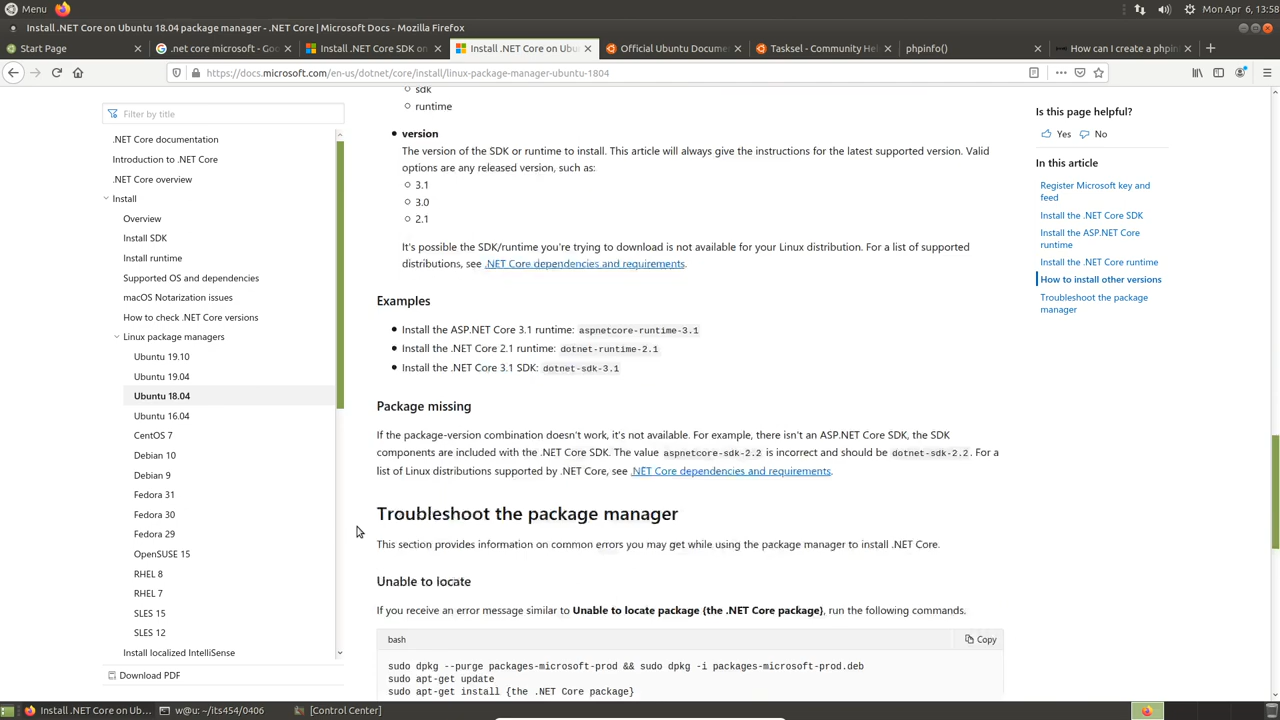 Menu
Mon Apr 6, 13:58
Install .NET Core on Ubuntu 18.04 package manager - .NET Core | Microsoft Docs - Mozilla Firefox
Start Page
.net core microsoft - Goo
Install .NET Core SDK on
Install .NET Core on Ubu
Official Ubuntu Docume
Tasksel - Community He
phpinfo()
How can I create a phpin
https://docs.microsoft.com/en-us/dotnet/core/install/linux-package-manager-ubuntu-1804
Filter by title
.NET Core documentation
Introduction to .NET Core
.NET Core overview
Install
Overview
Install SDK
Install runtime
Supported OS and dependencies
macOS Notarization issues
How to check .NET Core versions
Linux package managers
Ubuntu 19.10
Ubuntu 19.04
Ubuntu 18.04
Ubuntu 16.04
CentOS 7
Debian 10
Debian 9
Fedora 31
Fedora 30
Fedora 29
OpenSUSE 15
RHEL 8
RHEL 7
SLES 15
SLES 12
Install localized IntelliSense
Download PDF
sdk
runtime
version
The version of the SDK or runtime to install. This article will always give the instructions for the latest supported version. Valid
options are any released version, such as:
3.1
3.0
2.1
It's possible the SDK/runtime you're trying to download is not available for your Linux distribution. For a list of supported
distributions, see .NET Core dependencies and requirements.
Examples
Install the ASP.NET Core 3.1 runtime: aspnetcore-runtime-3.1
Install the .NET Core 2.1 runtime: dotnet-runtime-2.1
Install the .NET Core 3.1 SDK: dotnet-sdk-3.1
Package missing
If the package-version combination doesn't work, it's not available. For example, there isn't an ASP.NET Core SDK, the SDK
components are included with the .NET Core SDK. The value aspnetcore-sdk-2.2 is incorrect and should be dotnet-sdk-2.2. For a
list of Linux distributions supported by .NET Core, see .NET Core dependencies and requirements.
Troubleshoot the package manager
This section provides information on common errors you may get while using the package manager to install .NET Core.
Unable to locate
If you receive an error message similar to Unable to locate package {the .NET Core package}, run the following commands.
bash
Copy
sudo dpkg --purge packages-microsoft-prod && sudo dpkg -i packages-microsoft-prod.deb
sudo apt-get update
sudo apt-get install {the .NET Core package}
Is this page helpful?
Yes
No
In this article
Register Microsoft key and
feed
Install the .NET Core SDK
Install the ASP.NET Core
runtime
Install the .NET Core runtime
How to install other versions
Troubleshoot the package
manager
Install .NET Core on Ub...
w@u: ~/its454/0406
[Control Center]